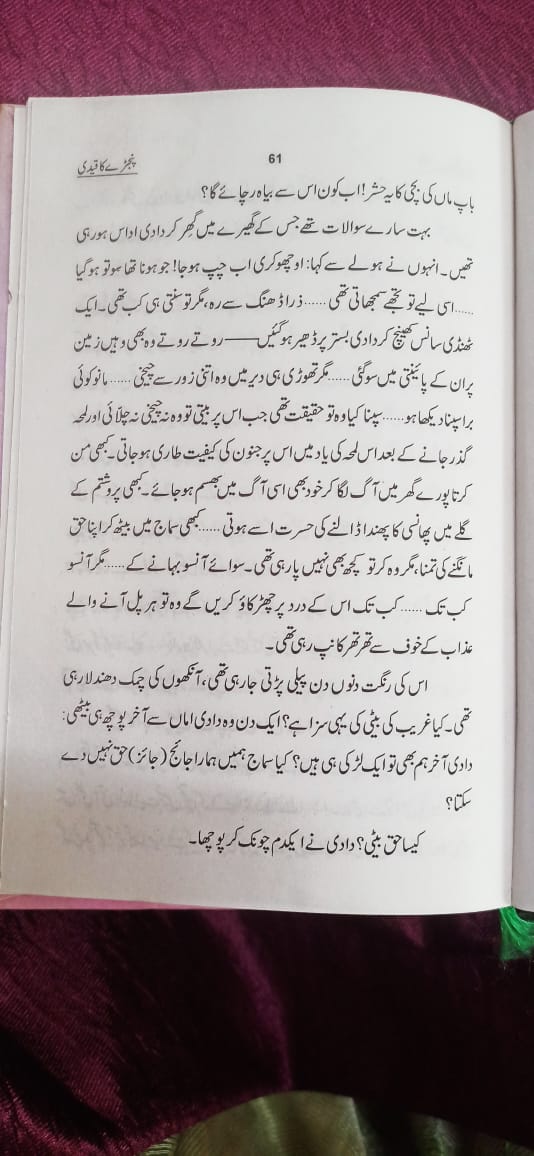 61
پنجڑے کا قیدی
باپ ماں کی بچی کا یہ حشر!! اب کون اس سے بیاہ رچائے گا؟
بہت سارے سوالات تھے جس کے گھیرے میں گھِر کر دادی اداس ہو رہی
تھیں۔ انہوں نے ہولے سے کہا: او چھوکری اب چپ ہو جا! جو ہونا تھا سو تو ہو گیا
......اسی لیے تو تجھے سمجھاتی تھی ......ذرا ڈھنگ سے رہ، مگر تو سنتی ہی کب تھی۔ ایک
ٹھنڈی سانس کھینچ کر دادی بستر پر ڈھیر ہو گئیں—— روتے روتے وہ بھی وہیں زمین
پر ان کے پائینتی میں سو گئی ......مگر تھوڑی ہی دیر میں وہ اتنی زور سے چیخی ......مانو کوئی
برا سپنا دیکھا ہو......سپنا کیا وہ تو حقیقت تھی جب اس پر بیتی تو وہ نہ چیخی نہ چلائی اور لمحہ
گذر جانے کے بعد اس لمحہ کی یاد میں اس پر جنون کی کیفیت طاری ہو جاتی۔ کبھی من
کرتا پورے گھر میں آگ لگا کر خود بھی اسی آگ میں بھسم ہو جائے۔ کبھی پروشتم کے
گلے میں پھانسی کا پھندا ڈالنے کی حسرت اسے ہوتی ......کبھی سماج میں بیٹھ کر اپنا حق
مانگنے کی تمنا، مگر وہ کر تو کچھ بھی نہیں پا رہی تھی۔ سوائے آنسو بہانے کے......مگر آنسو
کب تک ......کب تک اس کے درد پر چھڑکاؤ کریں گے وہ تو ہر پل آنے والے
عذاب کے خوف سے تھر تھر کانپ رہی تھی۔
اس کی رنگت دنوں دن پیلی پڑتی جا رہی تھی، آنکھوں کی چمک دھندلا رہی
تھی۔ کیا غریب کی بیٹی کی یہی سزا ہے؟ ایک دن وہ دادی اماں سے آخر پوچھ ہی بیٹھی:
دادی آخر ہم بھی تو ایک لڑکی ہی ہیں؟ کیا سماج ہمیں ہمارا جائج (جائز) حق نہیں دے
سکتا؟
کیسا حق بیٹی؟ دادی نے ایکدم چونک کر پوچھا۔